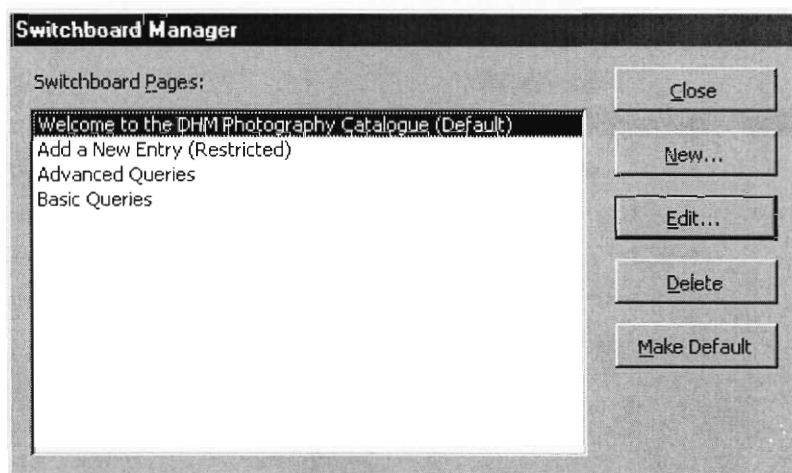 Switchboard Manager
Switchboard Pages:
Welcome to the DHM Photography Catalogue (Default)
Add a New Entry (Restricted)
Advanced Queries
Basic Queries
Close
New...
Edit...
Delete
Make Default